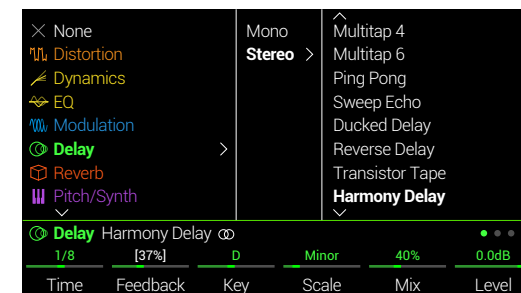 None
Distortion
Dynamics
EQ
Modulation
Delay
Reverb
Pitch/Synth
Mono
Stereo
Multitap 4
Multitap 6
Ping Pong
Sweep Echo
Ducked Delay
Reverse Delay
Transistor Tape
Harmony Delay
Delay Harmony Delay
1/8 [37%] D Minor 40% 0.0dB
Time Feedback Key Scale Mix Level